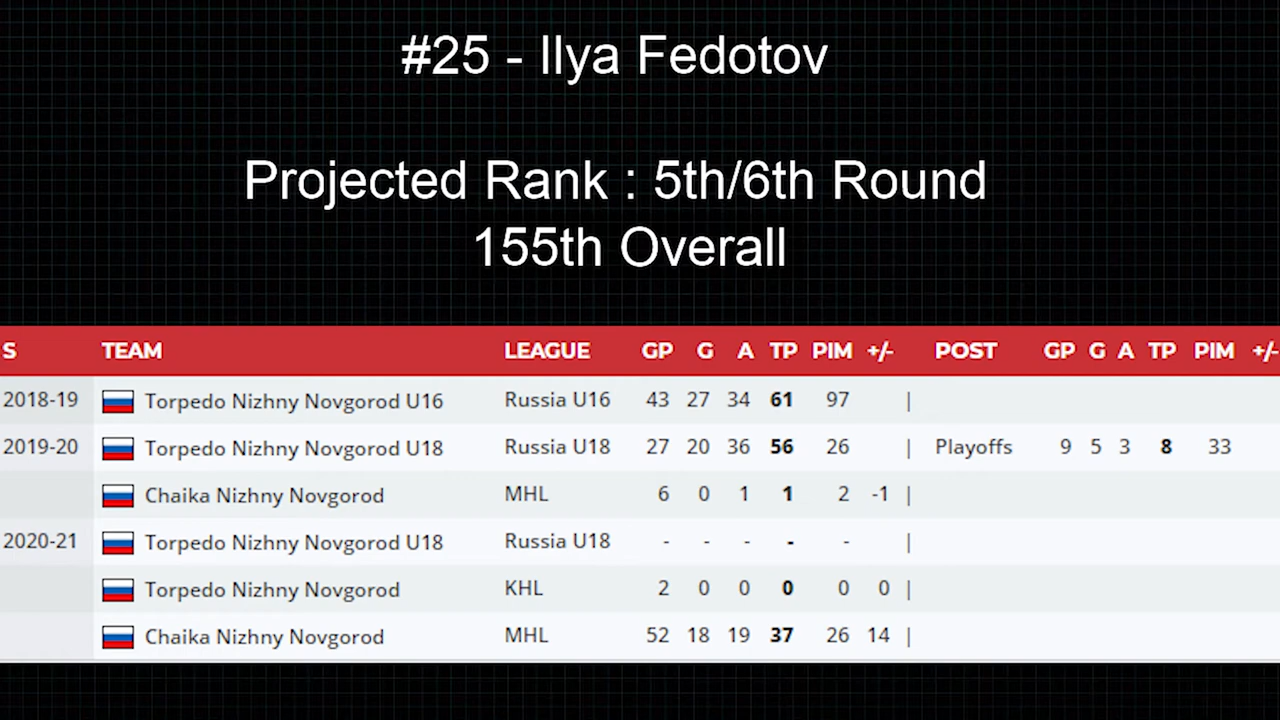 #25 - Ilya Fedotov
Projected Rank : 5th/6th Round
155th Overall
S TEAM LEAGUE GP G A TP PIM +/- POST GP G A TP PIM +/-
2018-19 Torpedo Nizhny Novgorod U16 Russia U16 43 27 34 61 97 |
2019-20 Torpedo Nizhny Novgorod U18 Russia U18 27 20 36 56 26 | Playoffs 9 5 3 8 33
Chaika Nizhny Novgorod MHL 6 0 1 1 2 -1 |
2020-21 Torpedo Nizhny Novgorod U18 Russia U18 - - - - - |
Torpedo Nizhny Novgorod KHL 2 0 0 0 0 0 |
Chaika Nizhny Novgorod MHL 52 18 19 37 26 14 |